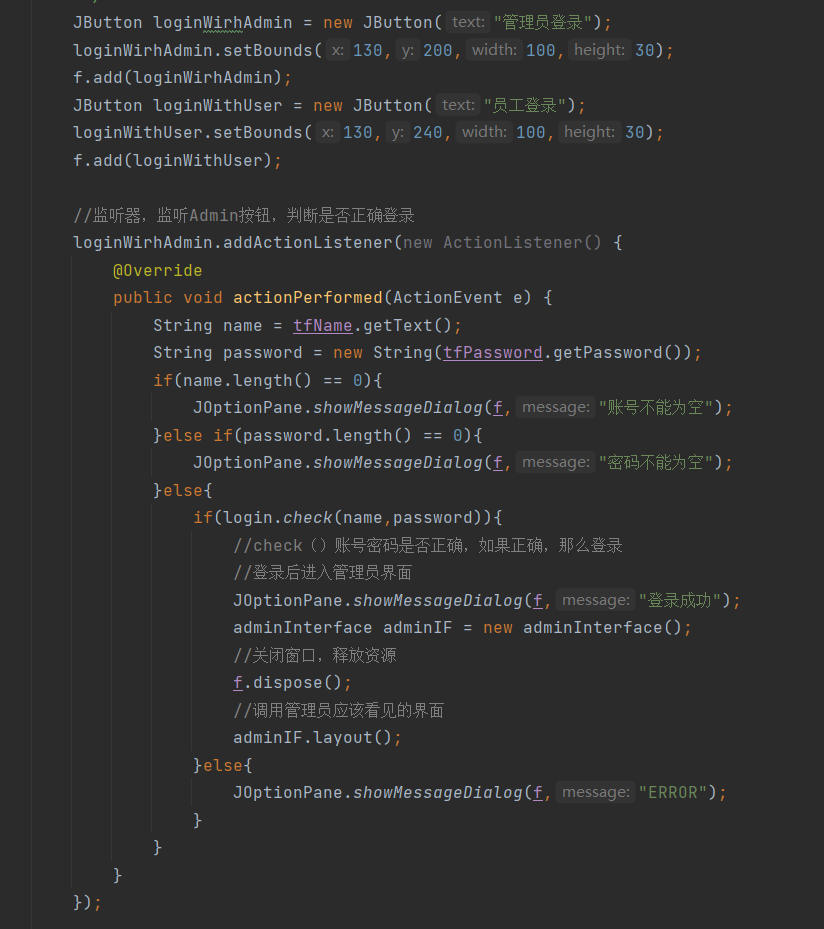 JButton loginWirhAdmin = new JButton( text: "管理员登录");
loginWirhAdmin.setBounds( x: 130, y: 200, width: 100, height: 30);
f.add(loginWirhAdmin);
JButton loginWithUser = new JButton( text: "员工登录");
loginWithUser.setBounds( x: 130, y: 240, width: 100, height: 30);
f.add(loginWithUser);
//监听器，监听Admin按钮，判断是否正确登录
loginWirhAdmin.addActionListener(new ActionListener() {
@Override
public void actionPerformed(ActionEvent e) {
String name = tfName.getText();
String password = new String(tfPassword.getPassword());
if(name.length() == 0){
JOptionPane.showMessageDialog(f, message: "账号不能为空");
}else if(password.length() == 0){
JOptionPane.showMessageDialog(f, message: "密码不能为空");
}else{
if(login.check(name,password)){
//check（）账号密码是否正确，如果正确，那么登录
//登录后进入管理员界面
JOptionPane.showMessageDialog(f, message: "登录成功");
adminInterface adminIF = new adminInterface();
//关闭窗口，释放资源
f.dispose();
//调用管理员应该看见的界面
adminIF.layout();
}else{
JOptionPane.showMessageDialog(f, message: "ERROR");
}
}
}
});